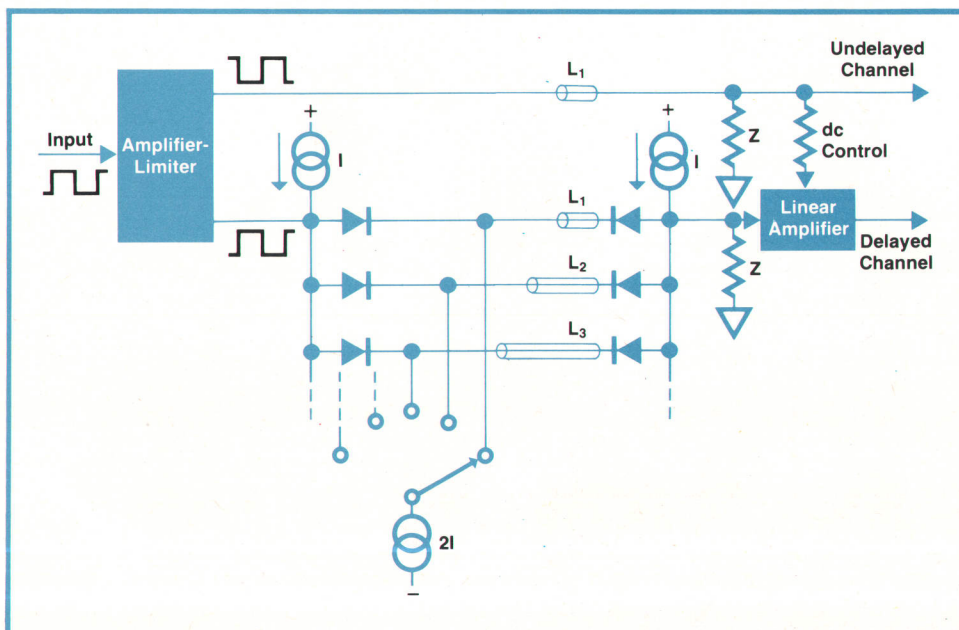 Undelayed
Channel
L1
+
+
Input
Amplifier-
Limiter
I
Z
dc
Control
I
L1
Linear
Amplifier
L2
Z
Delayed
Channel
L3
2I
−